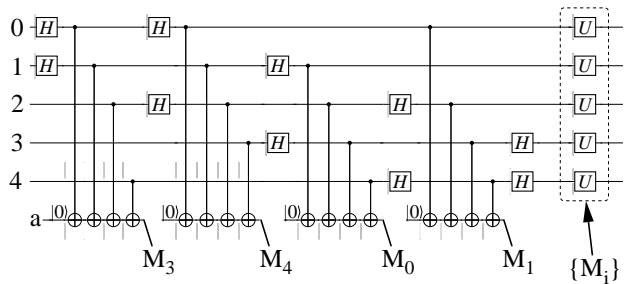 0 H H U
1 H H U
2 H H U
3 H H U
4 H H U
a |0⟩ |0⟩ |0⟩ |0⟩
M₃ M₄ M₀ M₁ {Mᵢ}